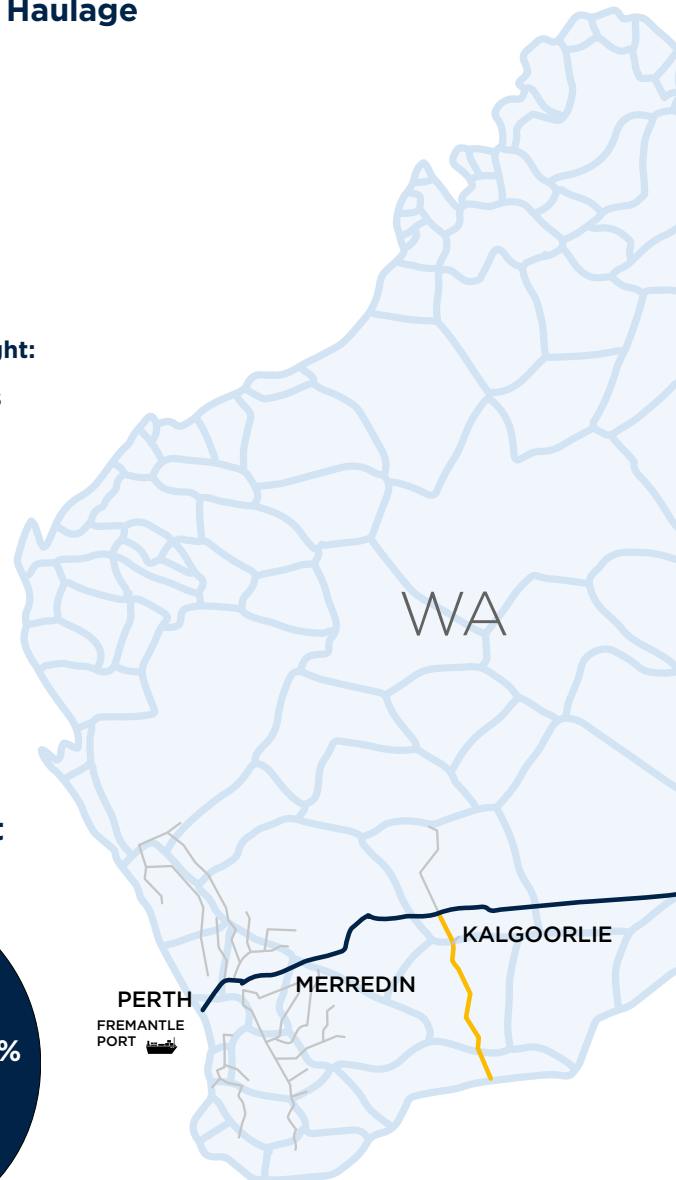 Haulage
ght:
s
WA
t
KALGOORLIE
MERREDIN
PERTH
FREMANTLE
PORT
%